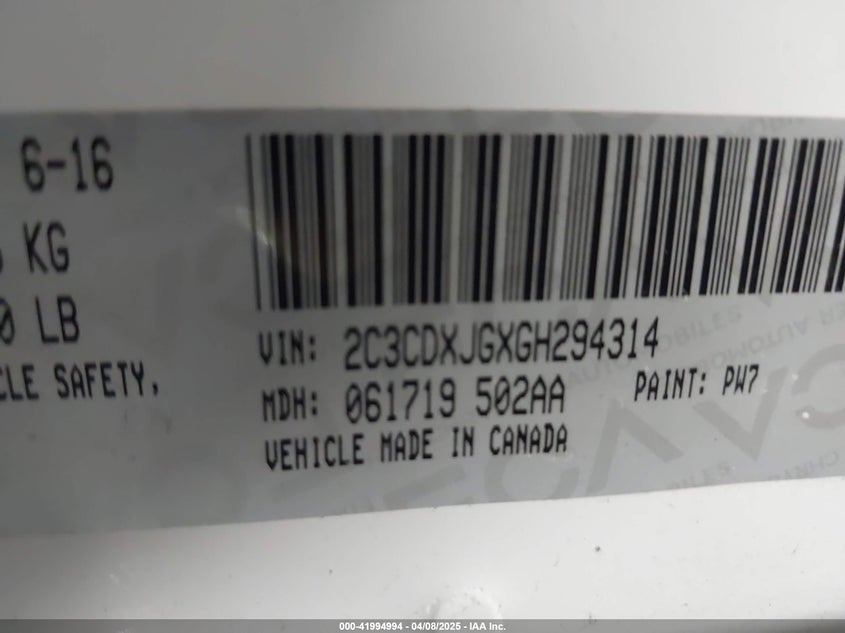 6-16
KG
0 LB
CLE SAFETY,
VIN: 2C3CDXJGXGH294314
MDH: 061719 502AA PAINT: PW7
VEHICLE MADE IN CANADA
000-41994994 | 04/08/2025 - IAA Inc.